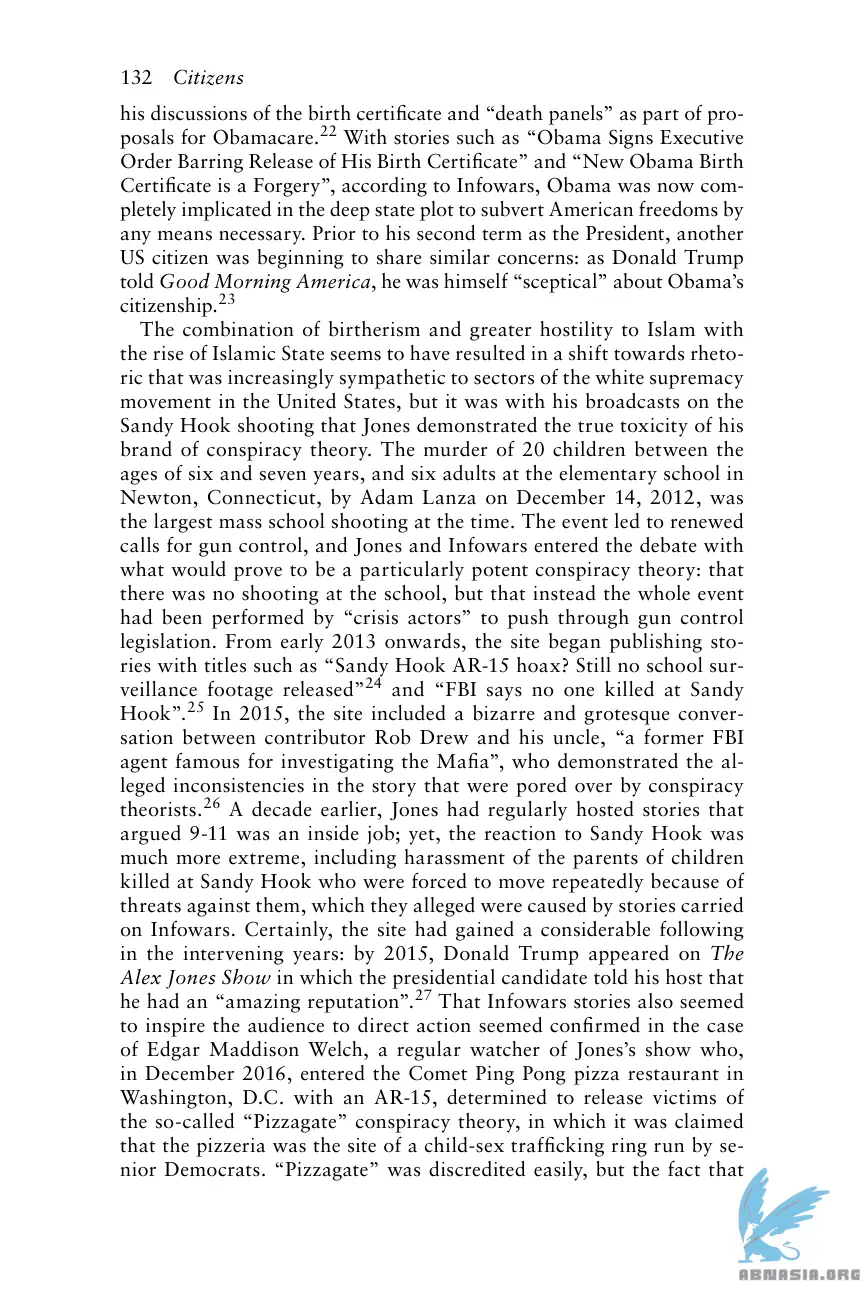 132 Citizens
his discussions of the birth certificate and “death panels” as part of pro-
posals for Obamacare.22 With stories such as “Obama Signs Executive
Order Barring Release of His Birth Certificate” and “New Obama Birth
Certificate is a Forgery”, according to Infowars, Obama was now com-
pletely implicated in the deep state plot to subvert American freedoms by
any means necessary. Prior to his second term as the President, another
US citizen was beginning to share similar concerns: as Donald Trump
told Good Morning America, he was himself “sceptical” about Obama’s
citizenship.23
The combination of birtherism and greater hostility to Islam with
the rise of Islamic State seems to have resulted in a shift towards rheto-
ric that was increasingly sympathetic to sectors of the white supremacy
movement in the United States, but it was with his broadcasts on the
Sandy Hook shooting that Jones demonstrated the true toxicity of his
brand of conspiracy theory. The murder of 20 children between the
ages of six and seven years, and six adults at the elementary school in
Newton, Connecticut, by Adam Lanza on December 14, 2012, was
the largest mass school shooting at the time. The event led to renewed
calls for gun control, and Jones and Infowars entered the debate with
what would prove to be a particularly potent conspiracy theory: that
there was no shooting at the school, but that instead the whole event
had been performed by “crisis actors” to push through gun control
legislation. From early 2013 onwards, the site began publishing sto-
ries with titles such as “Sandy Hook AR-15 hoax? Still no school sur-
veillance footage released”24 and “FBI says no one killed at Sandy
Hook”.25 In 2015, the site included a bizarre and grotesque conver-
sation between contributor Rob Drew and his uncle, “a former FBI
agent famous for investigating the Mafia”, who demonstrated the al-
leged inconsistencies in the story that were pored over by conspiracy
theorists.26 A decade earlier, Jones had regularly hosted stories that
argued 9-11 was an inside job; yet, the reaction to Sandy Hook was
much more extreme, including harassment of the parents of children
killed at Sandy Hook who were forced to move repeatedly because of
threats against them, which they alleged were caused by stories carried
on Infowars. Certainly, the site had gained a considerable following
in the intervening years: by 2015, Donald Trump appeared on The
Alex Jones Show in which the presidential candidate told his host that
he had an “amazing reputation”.27 That Infowars stories also seemed
to inspire the audience to direct action seemed confirmed in the case
of Edgar Maddison Welch, a regular watcher of Jones’s show who,
in December 2016, entered the Comet Ping Pong pizza restaurant in
Washington, D.C. with an AR-15, determined to release victims of
the so-called “Pizzagate” conspiracy theory, in which it was claimed
that the pizzeria was the site of a child-sex trafficking ring run by se-
nior Democrats. “Pizzagate” was discredited easily, but the fact that
ABNASIA.ORG